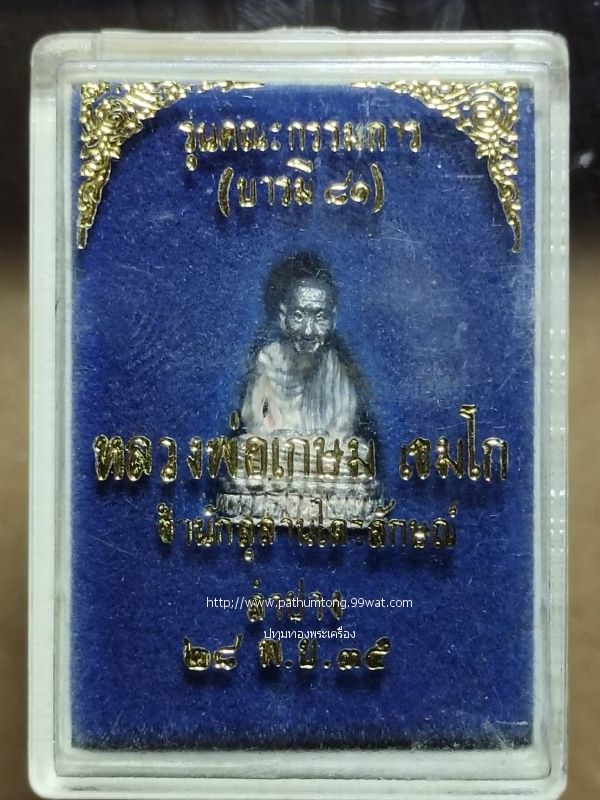 รุ่นคณะกรรมการ
(บารมี ๘๑)
หลวงพ่อเกษม เขมโก
สำนักสุสานไตรลักษณ์
ลำปาง
http://www.pathumtong.99wat.com
ปทุมทองพระเครื่อง
๒๘ พ.ย.๓๕